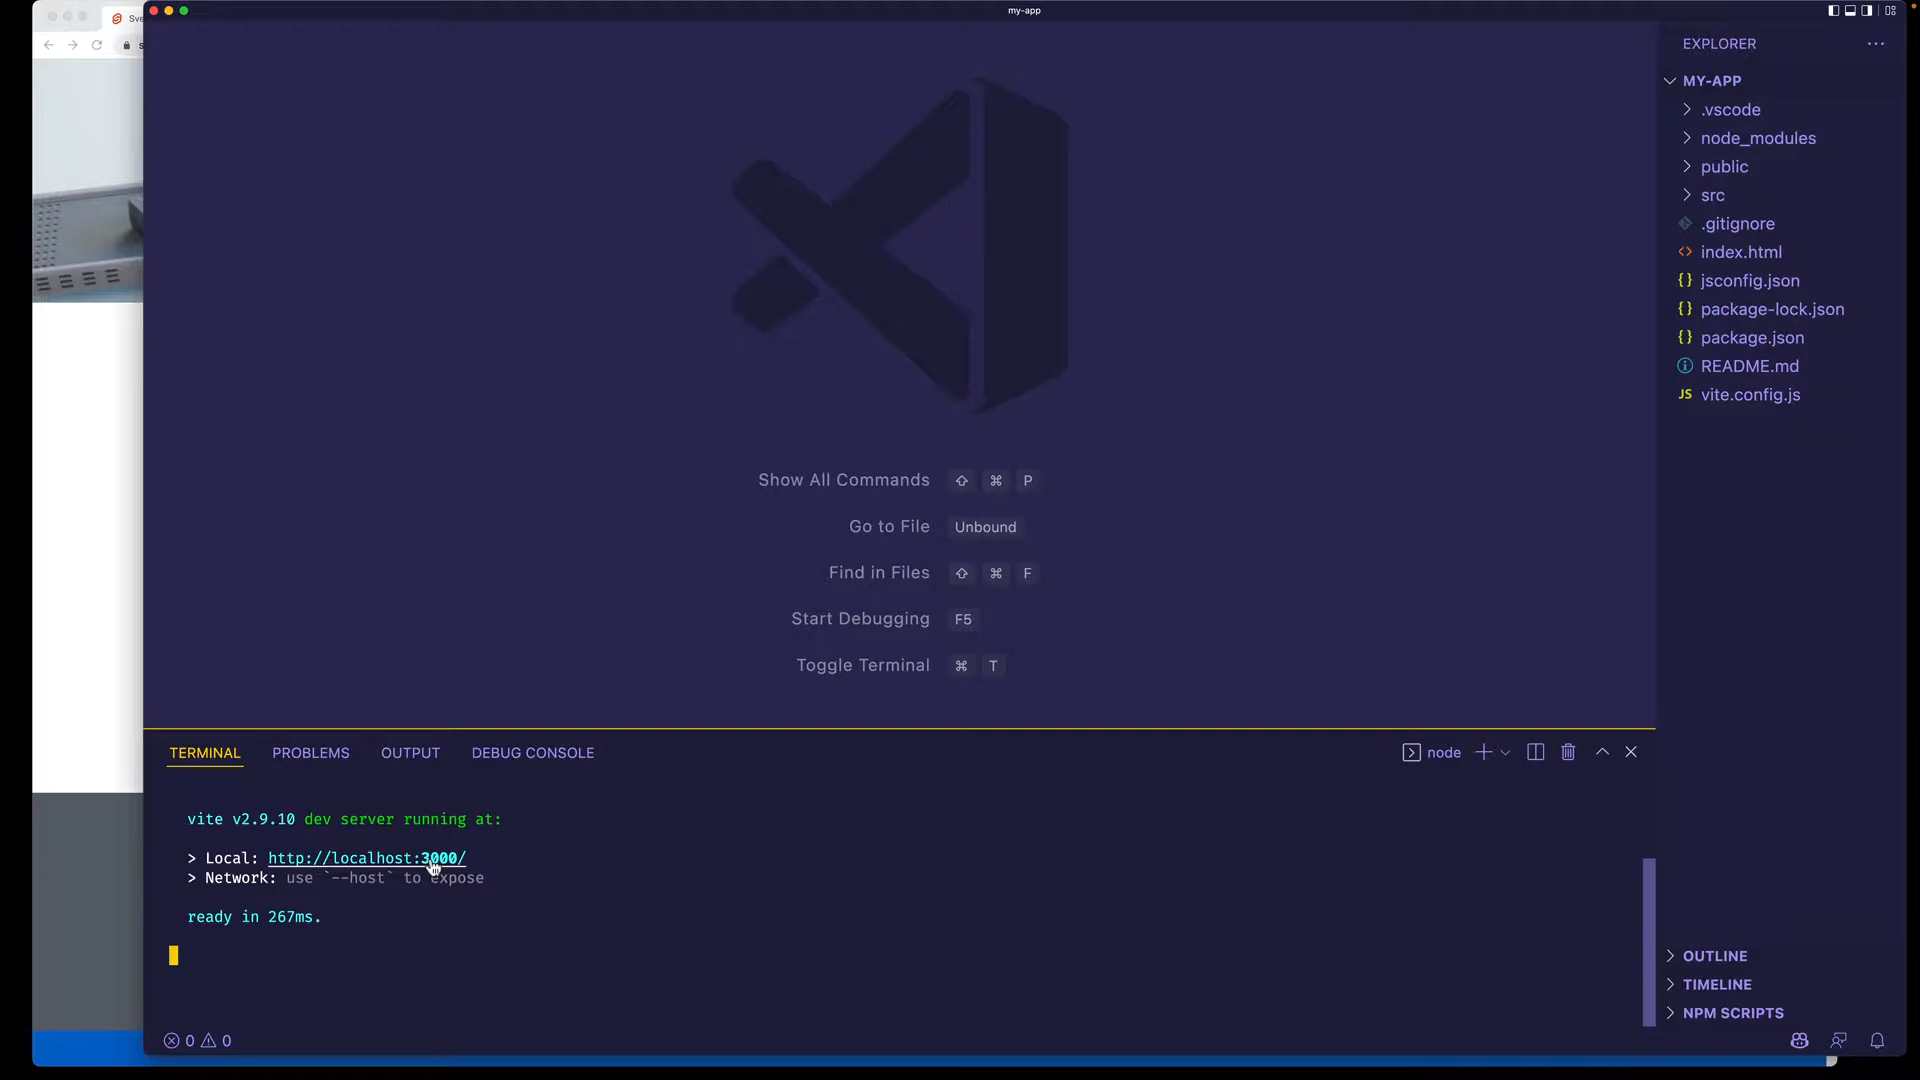 Sve
s
my-app
EXPLORER
MY-APP
.vscode
node_modules
public
src
.gitignore
index.html
jsconfig.json
package-lock.json
package.json
README.md
JS vite.config.js
Show All Commands ⇧ ⌘ P
Go to File Unbound
Find in Files ⇧ ⌘ F
Start Debugging F5
Toggle Terminal ⌘ T
TERMINAL PROBLEMS OUTPUT DEBUG CONSOLE
node
vite v2.9.10 dev server running at:
> Local: http://localhost:3000/
> Network: use `--host` to expose
ready in 267ms.
OUTLINE
TIMELINE
NPM SCRIPTS
0 0